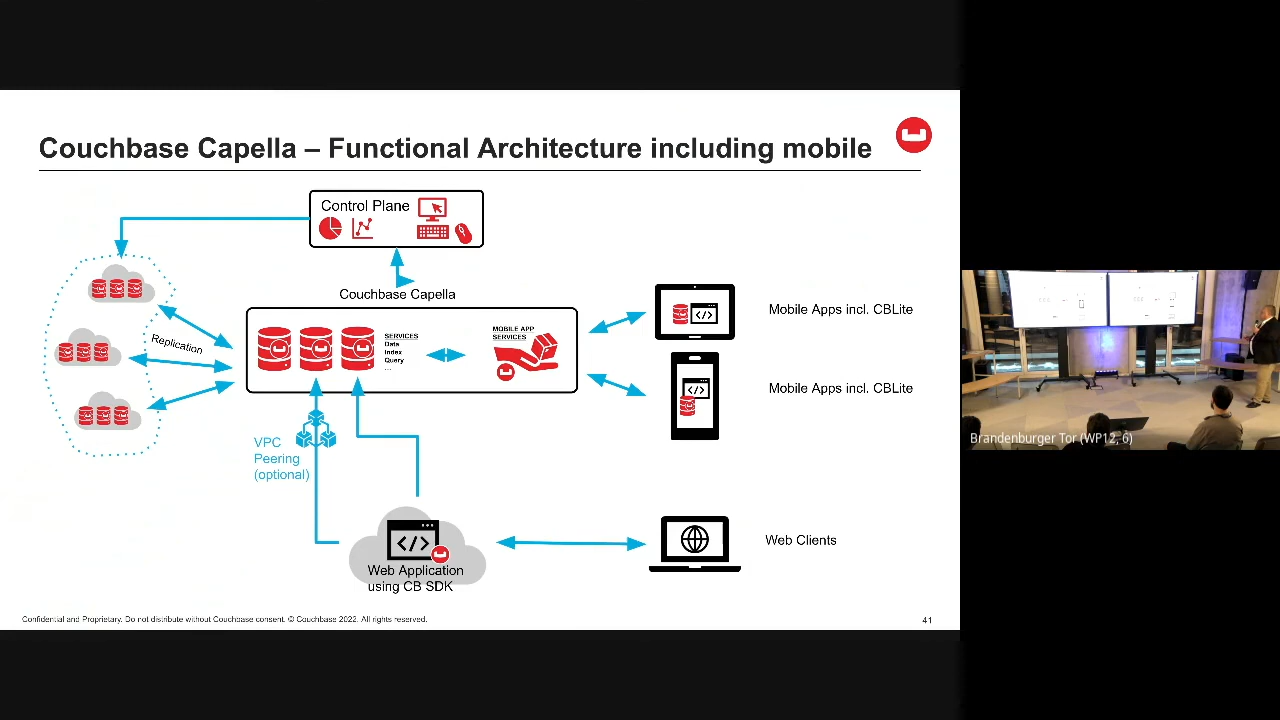 Couchbase Capella – Functional Architecture including mobile
Control Plane
Couchbase Capella
SERVICES
Data
Index
Query
...
MOBILE APP
SERVICES
Replication
Mobile Apps incl. CBLite
Mobile Apps incl. CBLite
VPC
Peering
(optional)
</>
</>
</>
Web Application
using CB SDK
Web Clients
Confidential and Proprietary. Do not distribute without Couchbase consent. © Couchbase 2022. All rights reserved.
41
Brandenburger Tor (WP12, 6)